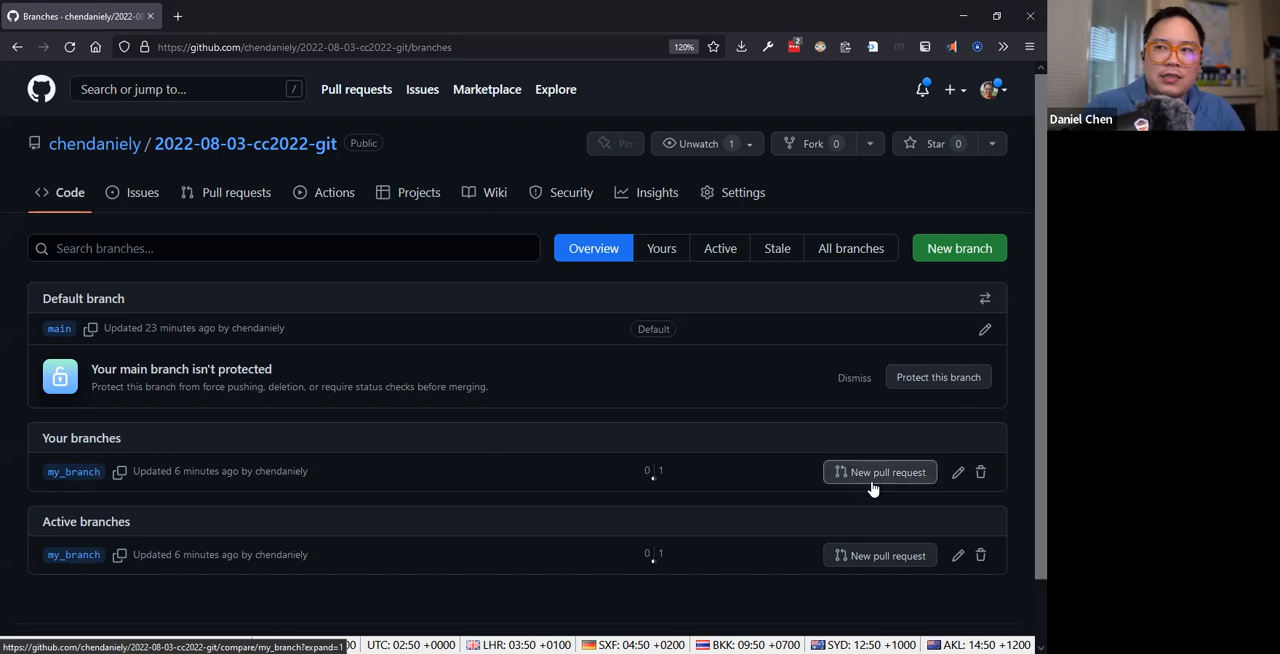 Branches · chendaniely/2022-08
https://github.com/chendaniely/2022-08-03-cc2022-git/branches
120%
2
Search or jump to... /
Pull requests Issues Marketplace Explore
Daniel Chen
chendaniely / 2022-08-03-cc2022-git Public
Pin Unwatch 1 Fork 0 Star 0
Code Issues Pull requests Actions Projects Wiki Security Insights Settings
Search branches... Overview Yours Active Stale All branches New branch
Default branch
main Updated 23 minutes ago by chendaniely Default
Your main branch isn't protected
Protect this branch from force pushing, deletion, or require status checks before merging.
Dismiss Protect this branch
Your branches
my_branch Updated 6 minutes ago by chendaniely 0 1 New pull request
Active branches
my_branch Updated 6 minutes ago by chendaniely 0 1 New pull request
https://github.com/chendaniely/2022-08-03-cc2022-git/compare/my_branch?expand=1 00 UTC: 02:50 +0000 LHR: 03:50 +0100 SXF: 04:50 +0200 BKK: 09:50 +0700 SYD: 12:50 +1000 AKL: 14:50 +1200